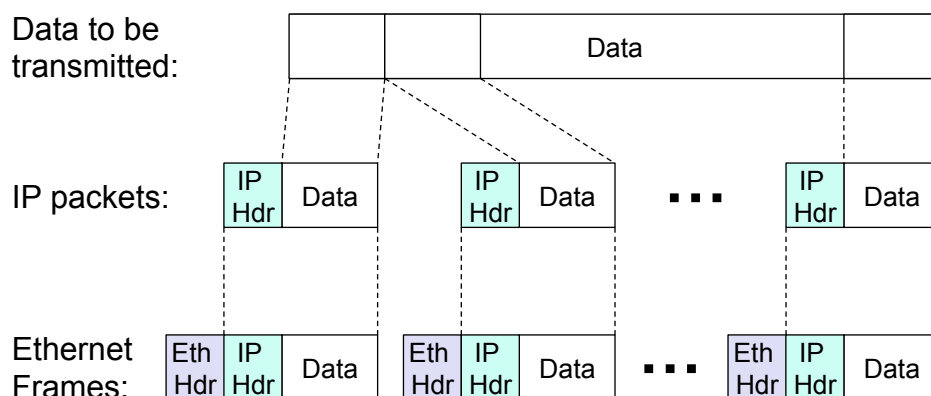 Data to be
transmitted:
Data
IP packets:
IP
Hdr
Data
IP
Hdr
Data
IP
Hdr
Data
Ethernet
Frames:
Eth
Hdr
IP
Hdr
Data
Eth
Hdr
IP
Hdr
Data
Eth
Hdr
IP
Hdr
Data